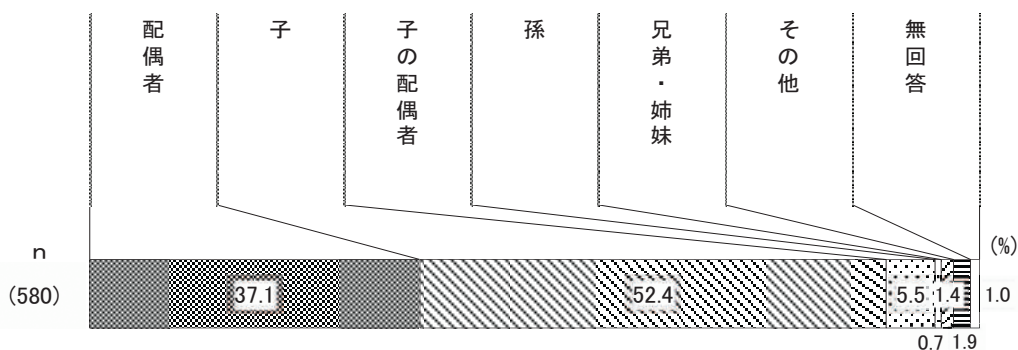 配偶者
子
子の配偶者
孫
兄弟・姉妹
その他
無回答
(%)
n
(580)
37.1
52.4
5.5
1.4
1.0
0.7
1.9